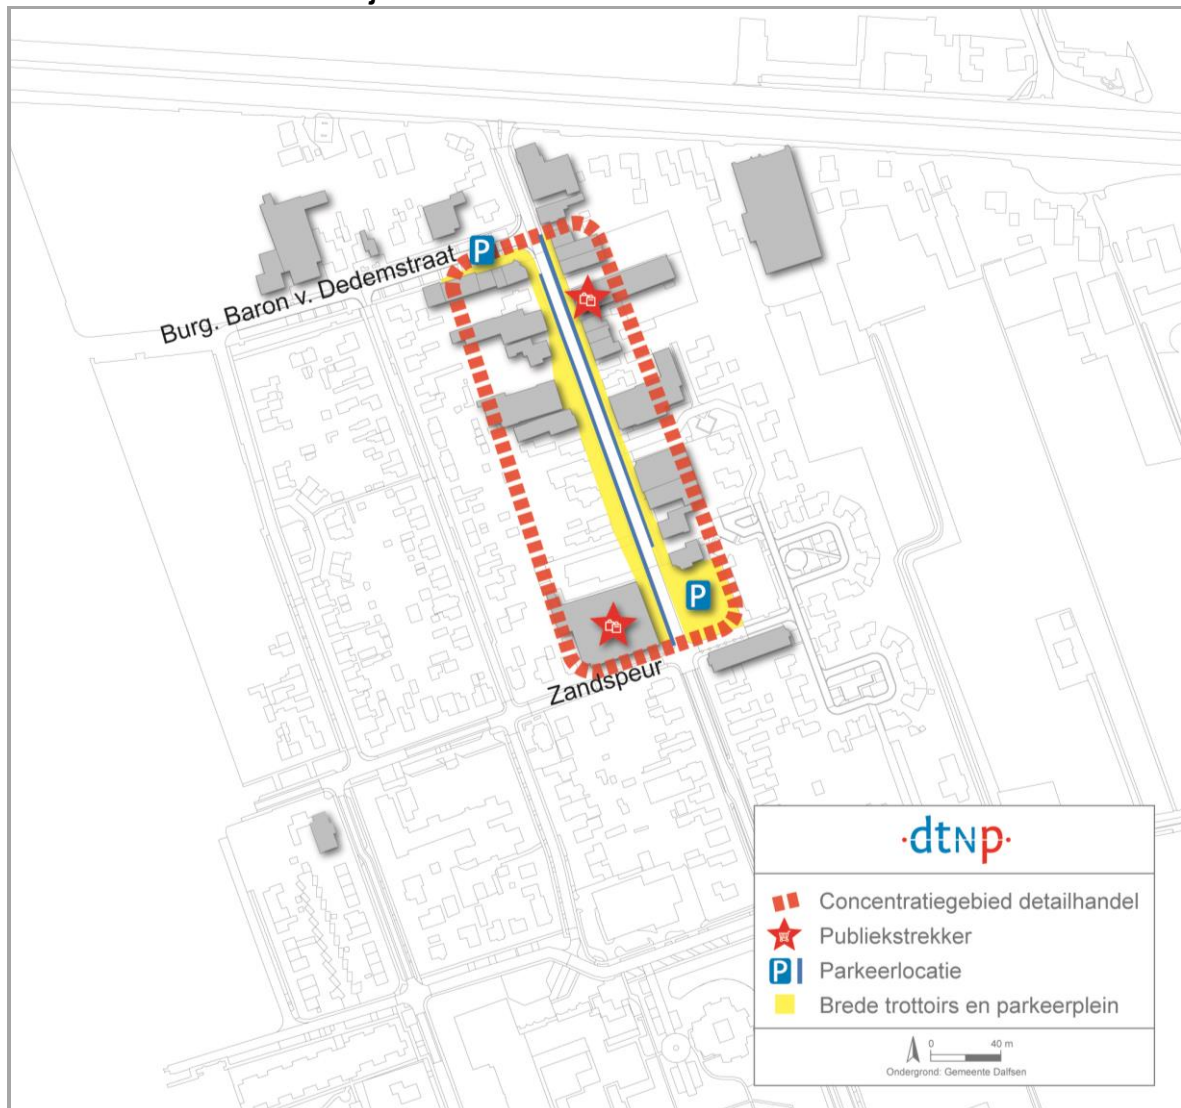 P
Burg. Baron v. Dedemstraat
P
Zandspeur
·dtNp·
Concentratiegebied detailhandel
Publiekstrekker
P Parkeerlocatie
Brede trottoirs en parkeerplein
0 40 m
Ondergrond: Gemeente Dalfsen